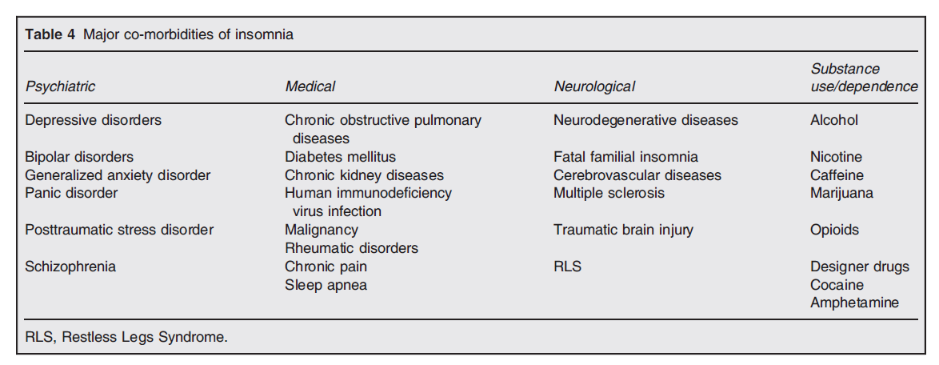 Table 4 Major co-morbidities of insomnia
Substance
Psychiatric Medical Neurological use/dependence
Depressive disorders Chronic obstructive pulmonary Neurodegenerative diseases Alcohol
diseases
Bipolar disorders Diabetes mellitus Fatal familial insomnia Nicotine
Generalized anxiety disorder Chronic kidney diseases Cerebrovascular diseases Caffeine
Panic disorder Human immunodeficiency Multiple sclerosis Marijuana
virus infection
Posttraumatic stress disorder Malignancy Traumatic brain injury Opioids
Rheumatic disorders
Schizophrenia Chronic pain RLS Designer drugs
Sleep apnea Cocaine
Amphetamine
RLS, Restless Legs Syndrome.